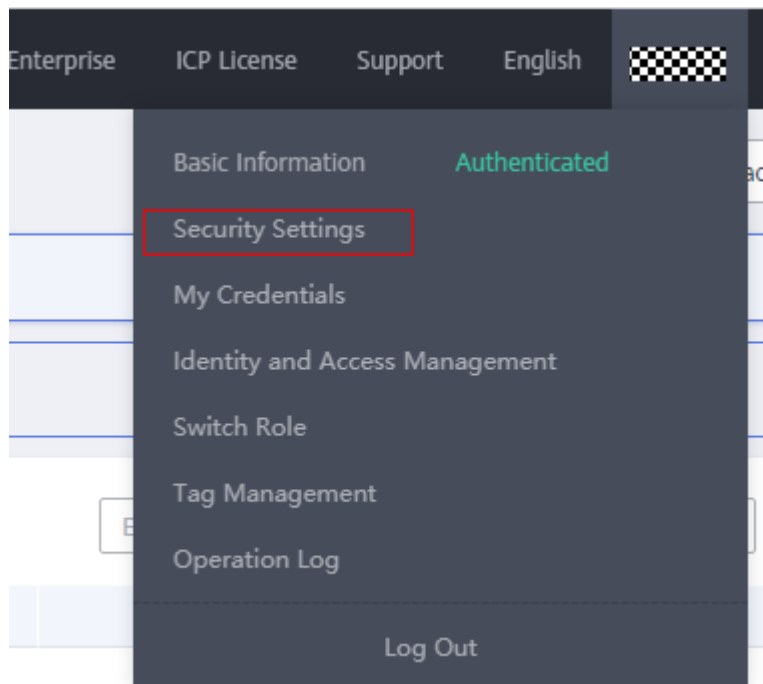 Enterprise ICP License Support English
Basic Information Authenticated
Security Settings
My Credentials
Identity and Access Management
Switch Role
Tag Management
Operation Log
Log Out